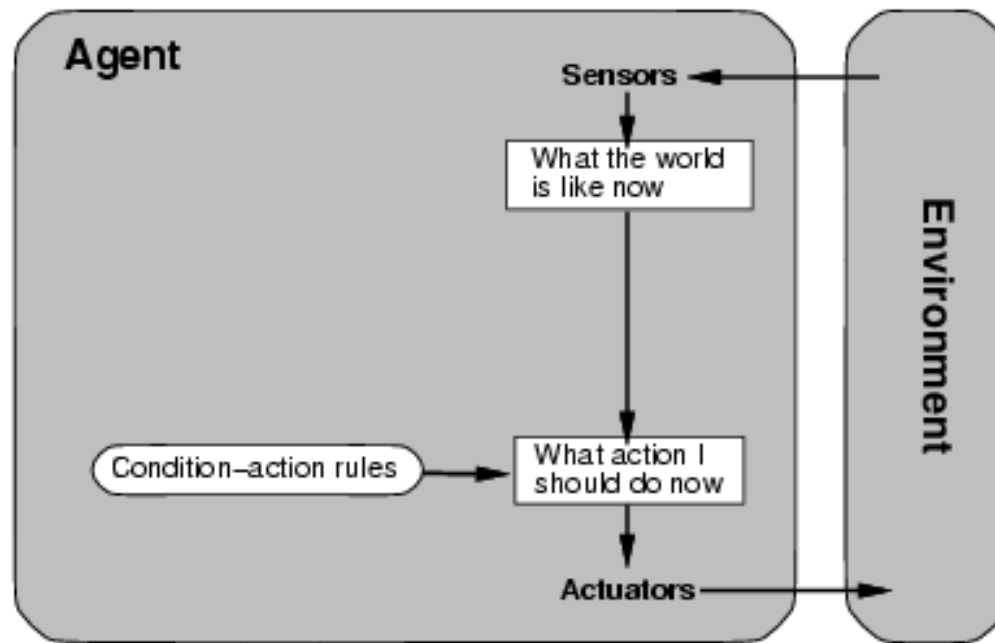 Agent
Sensors
What the world
is like now
Environment
Condition–action rules
What action I
should do now
Actuators